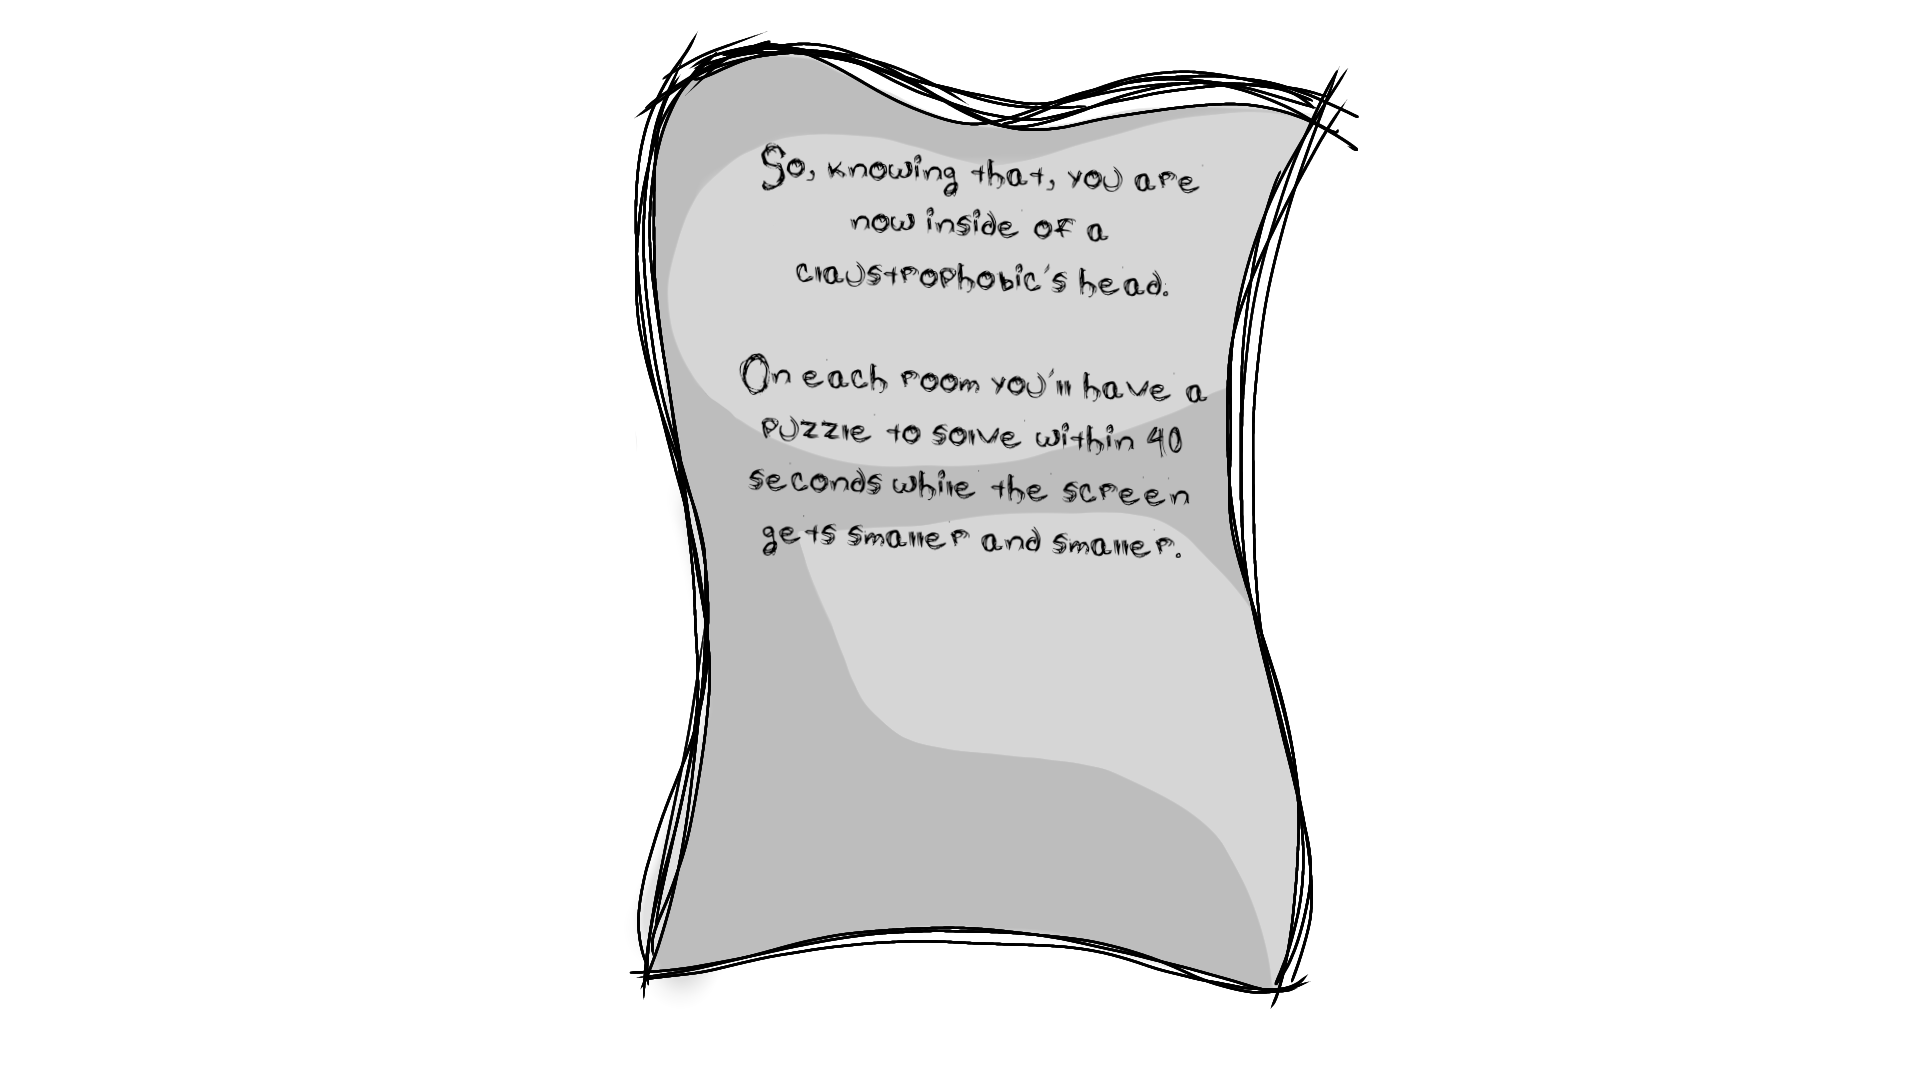 So, knowing that, you are
now inside of a
claustrophobic's head.
On each room you'll have a
puzzle to solve within 40
seconds while the screen
gets smaller and smaller.